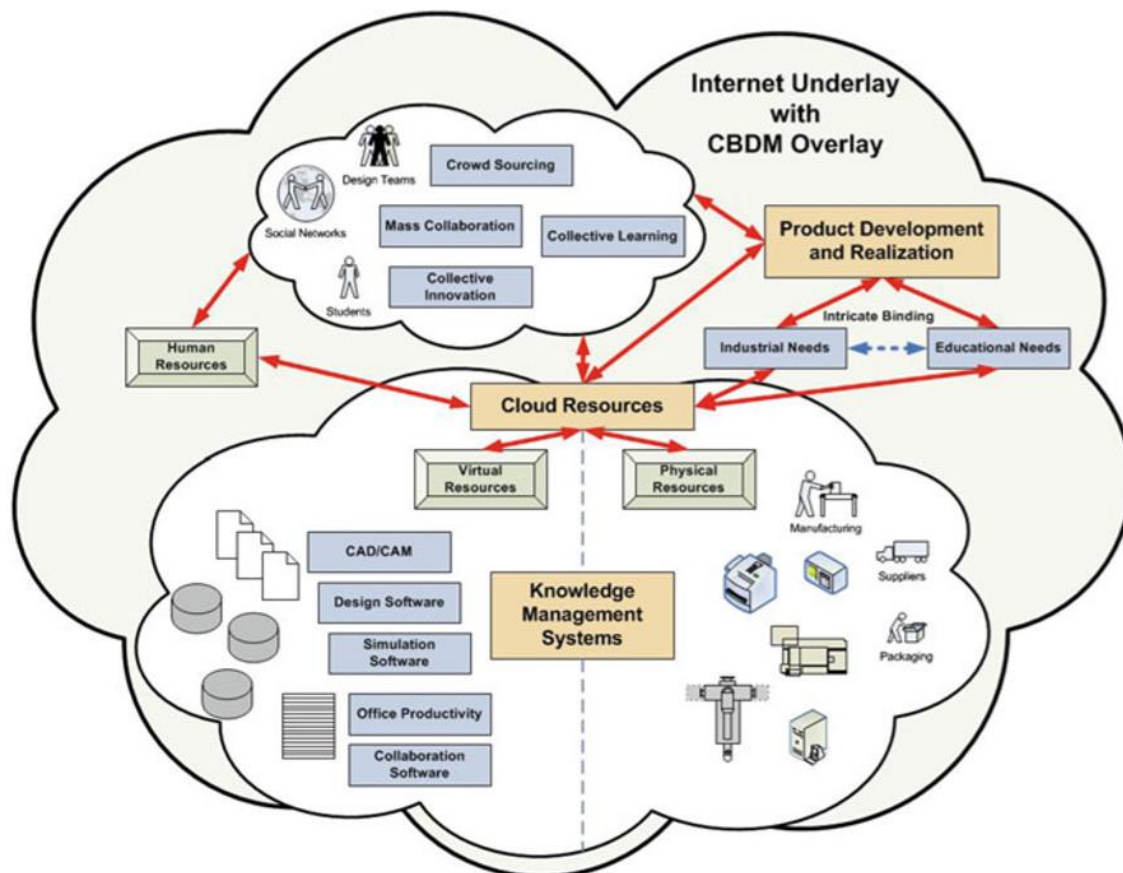 Internet Underlay
with
CBDM Overlay
Design Teams
Crowd Sourcing
Social Networks
Mass Collaboration
Collective Learning
Collective
Innovation
Students
Product Development
and Realization
Intricate Binding
Industrial Needs
Educational Needs
Human
Resources
Cloud Resources
Virtual
Resources
Physical
Resources
Manufacturing
CAD/CAM
Suppliers
Design Software
Knowledge
Management
Systems
Simulation
Software
Packaging
Office Productivity
Collaboration
Software